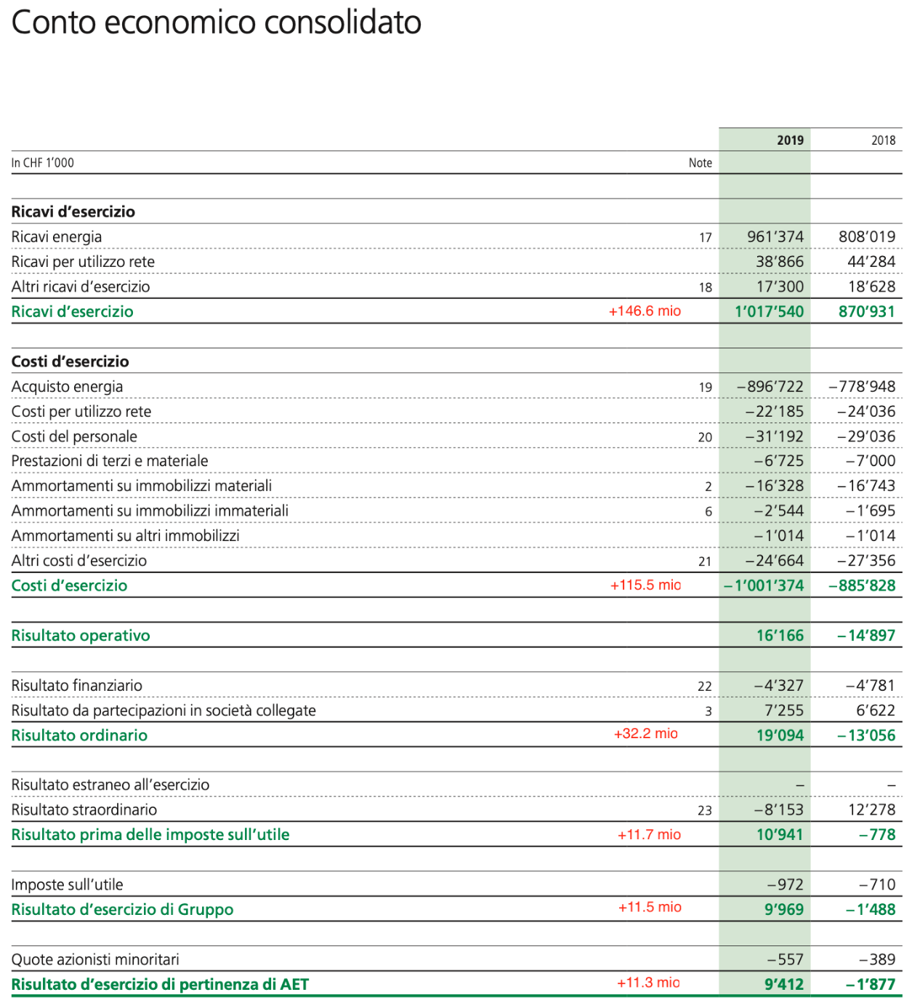 Conto economico consolidato
2019 2018
In CHF 1’000 Note
Ricavi d’esercizio
Ricavi energia 17 961’374 808’019
Ricavi per utilizzo rete 38’866 44’284
Altri ricavi d’esercizio 18 17’300 18’628
Ricavi d’esercizio +146.6 mio 1’017’540 870’931
Costi d’esercizio
Acquisto energia 19 –896’722 –778’948
Costi per utilizzo rete –22’185 –24’036
Costi del personale 20 –31’192 –29’036
Prestazioni di terzi e materiale –6’725 –7’000
Ammortamenti su immobilizzi materiali 2 –16’328 –16’743
Ammortamenti su immobilizzi immateriali 6 –2’544 –1’695
Ammortamenti su altri immobilizzi –1’014 –1’014
Altri costi d’esercizio 21 –24’664 –27’356
Costi d’esercizio +115.5 mio –1’001’374 –885’828
Risultato operativo 16’166 –14’897
Risultato finanziario 22 –4’327 –4’781
Risultato da partecipazioni in società collegate 3 7’255 6’622
Risultato ordinario +32.2 mio 19’094 –13’056
Risultato estraneo all’esercizio – –
Risultato straordinario 23 –8’153 12’278
Risultato prima delle imposte sull’utile +11.7 mio 10’941 –778
Imposte sull’utile –972 –710
Risultato d’esercizio di Gruppo +11.5 mio 9’969 –1’488
Quote azionisti minoritari –557 –389
Risultato d’esercizio di pertinenza di AET +11.3 mio 9’412 –1’877